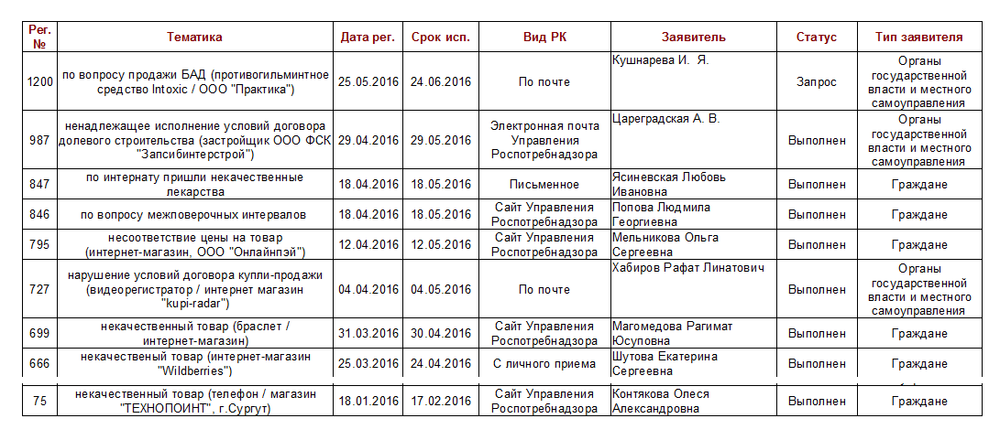 Рег. № Тематика Дата рег. Срок исп. Вид РК Заявитель Статус Тип заявителя
1200 по вопросу продажи БАД (противогильминтное средство Intoxic / ООО "Практика") 25.05.2016 24.06.2016 По почте Кушнарева И. Я. Запрос Органы государственной власти и местного самоуправления
987 ненадлежащее исполнение условий договора долевого строительства (застройщик ООО ФСК "Запсибинтерстрой") 29.04.2016 29.05.2016 Электронная почта Управления Роспотребнадзора Цареградская А. В. Выполнен Органы государственной власти и местного самоуправления
847 по интернату пришли некачественные лекарства 18.04.2016 18.05.2016 Письменное Ясиневская Любовь Ивановна Выполнен Граждане
846 по вопросу межповерочных интервалов 18.04.2016 18.05.2016 Сайт Управления Роспотребнадзора Попова Людмила Георгиевна Выполнен Граждане
795 несоответствие цены на товар (интернет-магазин, ООО "Онлайнпэй) 12.04.2016 12.05.2016 Сайт Управления Роспотребнадзора Мельникова Ольга Сергеевна Выполнен Граждане
727 нарушение условий договора купли-продажи (видеорегистратор / интернет магазин "kupi-radar") 04.04.2016 04.05.2016 По почте Хабиров Рафат Линатович Выполнен Органы государственной власти и местного самоуправления
699 некачественный товар (браслет / интернет-магазин) 31.03.2016 30.04.2016 Сайт Управления Роспотребнадзора Магомедова Рагимат Юсуповна Выполнен Граждане
666 некачественый товар (интернет-магазин "Wildberries") 25.03.2016 24.04.2016 С личного приема Шутова Екатерина Сергеевна Выполнен Граждане
75 некачественный товар (телефон / магазин "ТЕХНОПОИНТ", г.Сургут) 18.01.2016 17.02.2016 Сайт Управления Роспотребнадзора Контякова Олеся Александровна Выполнен Граждане